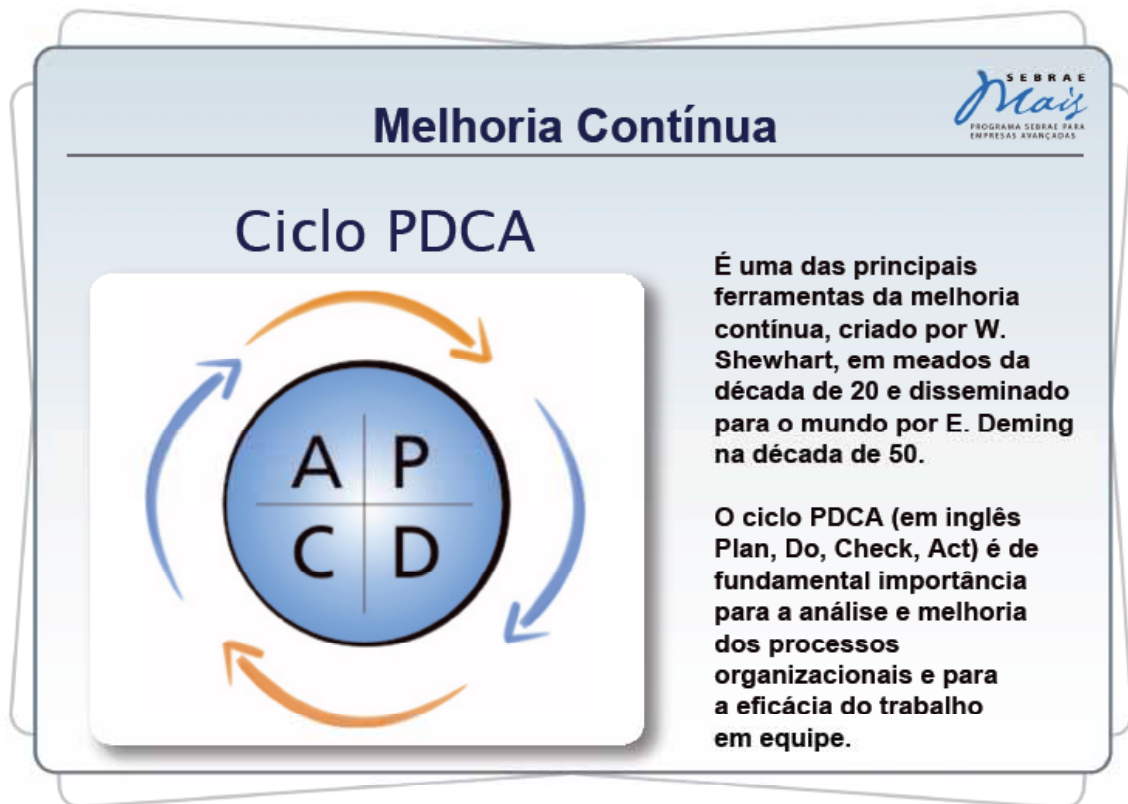 SEBRAE
Mais
PROGRAMA SEBRAE PARA
EMPRESAS AVANÇADAS
Melhoria Contínua
Ciclo PDCA
A P
C D
É uma das principais
ferramentas da melhoria
contínua, criado por W.
Shewhart, em meados da
década de 20 e disseminado
para o mundo por E. Deming
na década de 50.
O ciclo PDCA (em inglês
Plan, Do, Check, Act) é de
fundamental importância
para a análise e melhoria
dos processos
organizacionais e para
a eficácia do trabalho
em equipe.